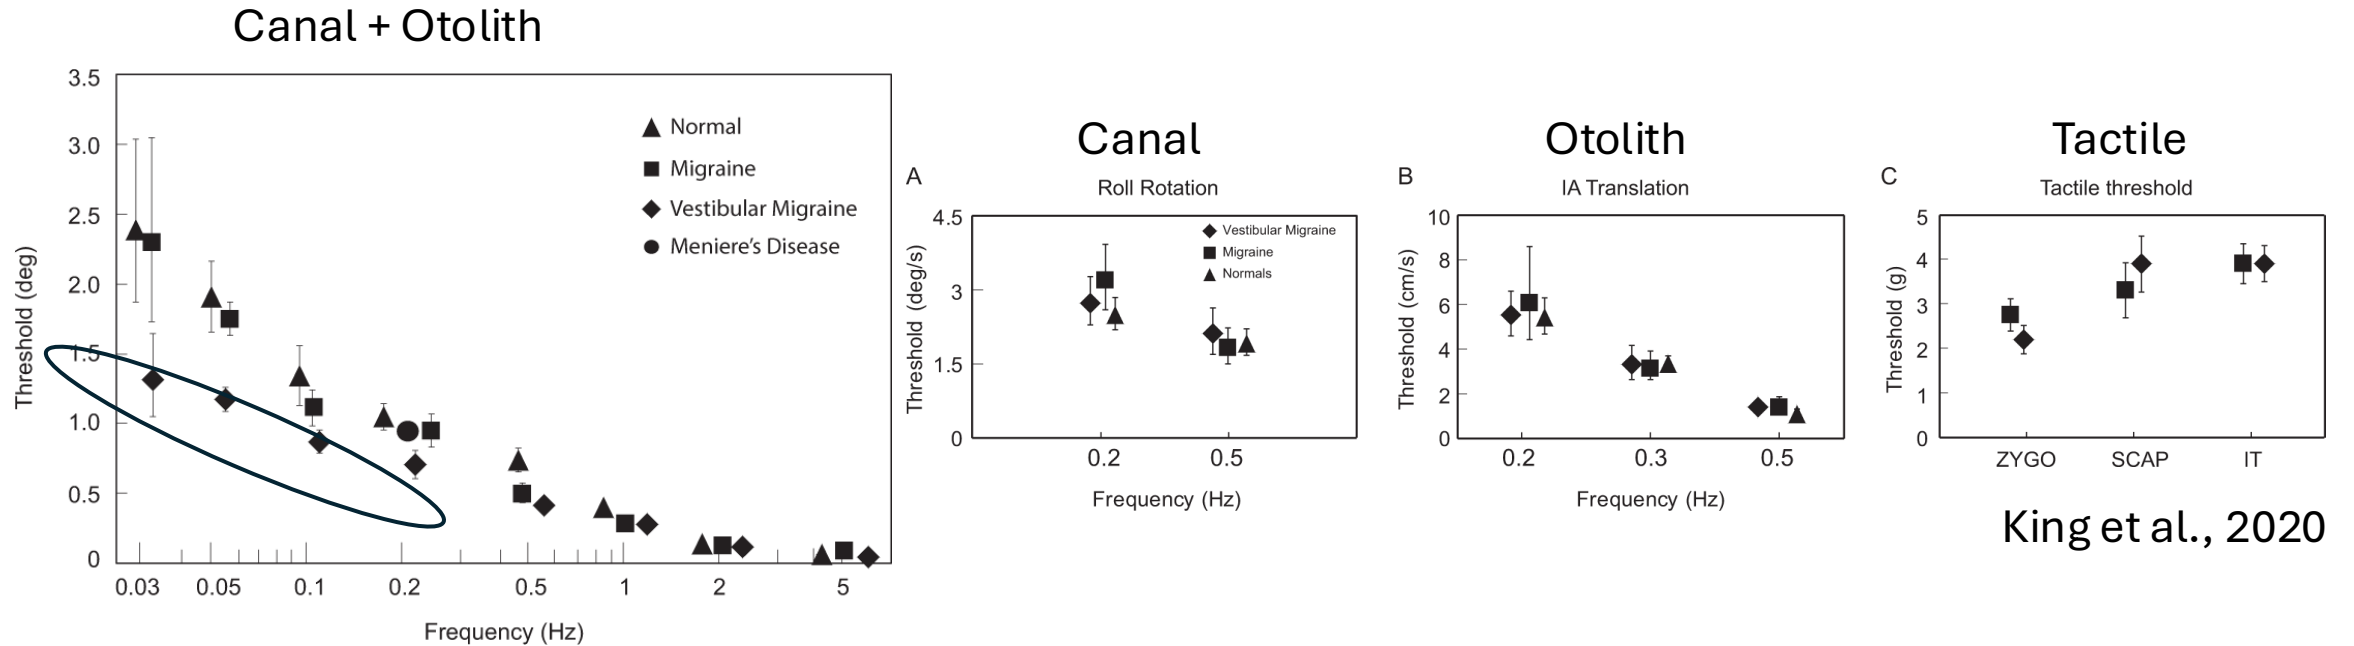 Canal + Otolith
3.5
3.0
2.5
2.0
1.5
1.0
0.5
0
Threshold (deg)
Normal
Migraine
Vestibular Migraine
Meniere's Disease
0.03 0.05 0.1 0.2 0.5 1 2 5
Frequency (Hz)
Canal
A
Roll Rotation
4.5
3
1.5
0
Threshold (deg/s)
Vestibular Migraine
Migraine
Normals
0.2 0.5
Frequency (Hz)
Otolith
B
IA Translation
10
8
6
4
2
0
Threshold (cm/s)
0.2 0.3 0.5
Frequency (Hz)
Tactile
C
Tactile threshold
5
4
3
2
1
0
Threshold (g)
ZYGO SCAP IT
King et al., 2020